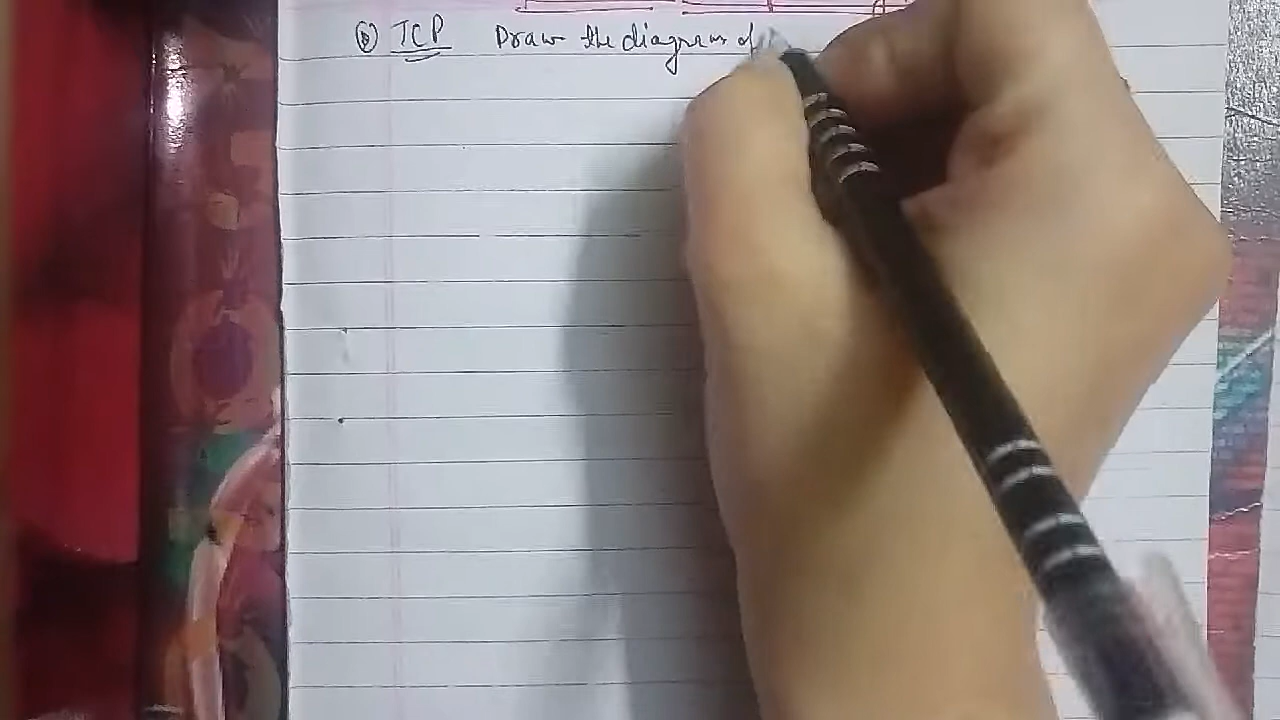 ⓑ TCP Draw the diagram of